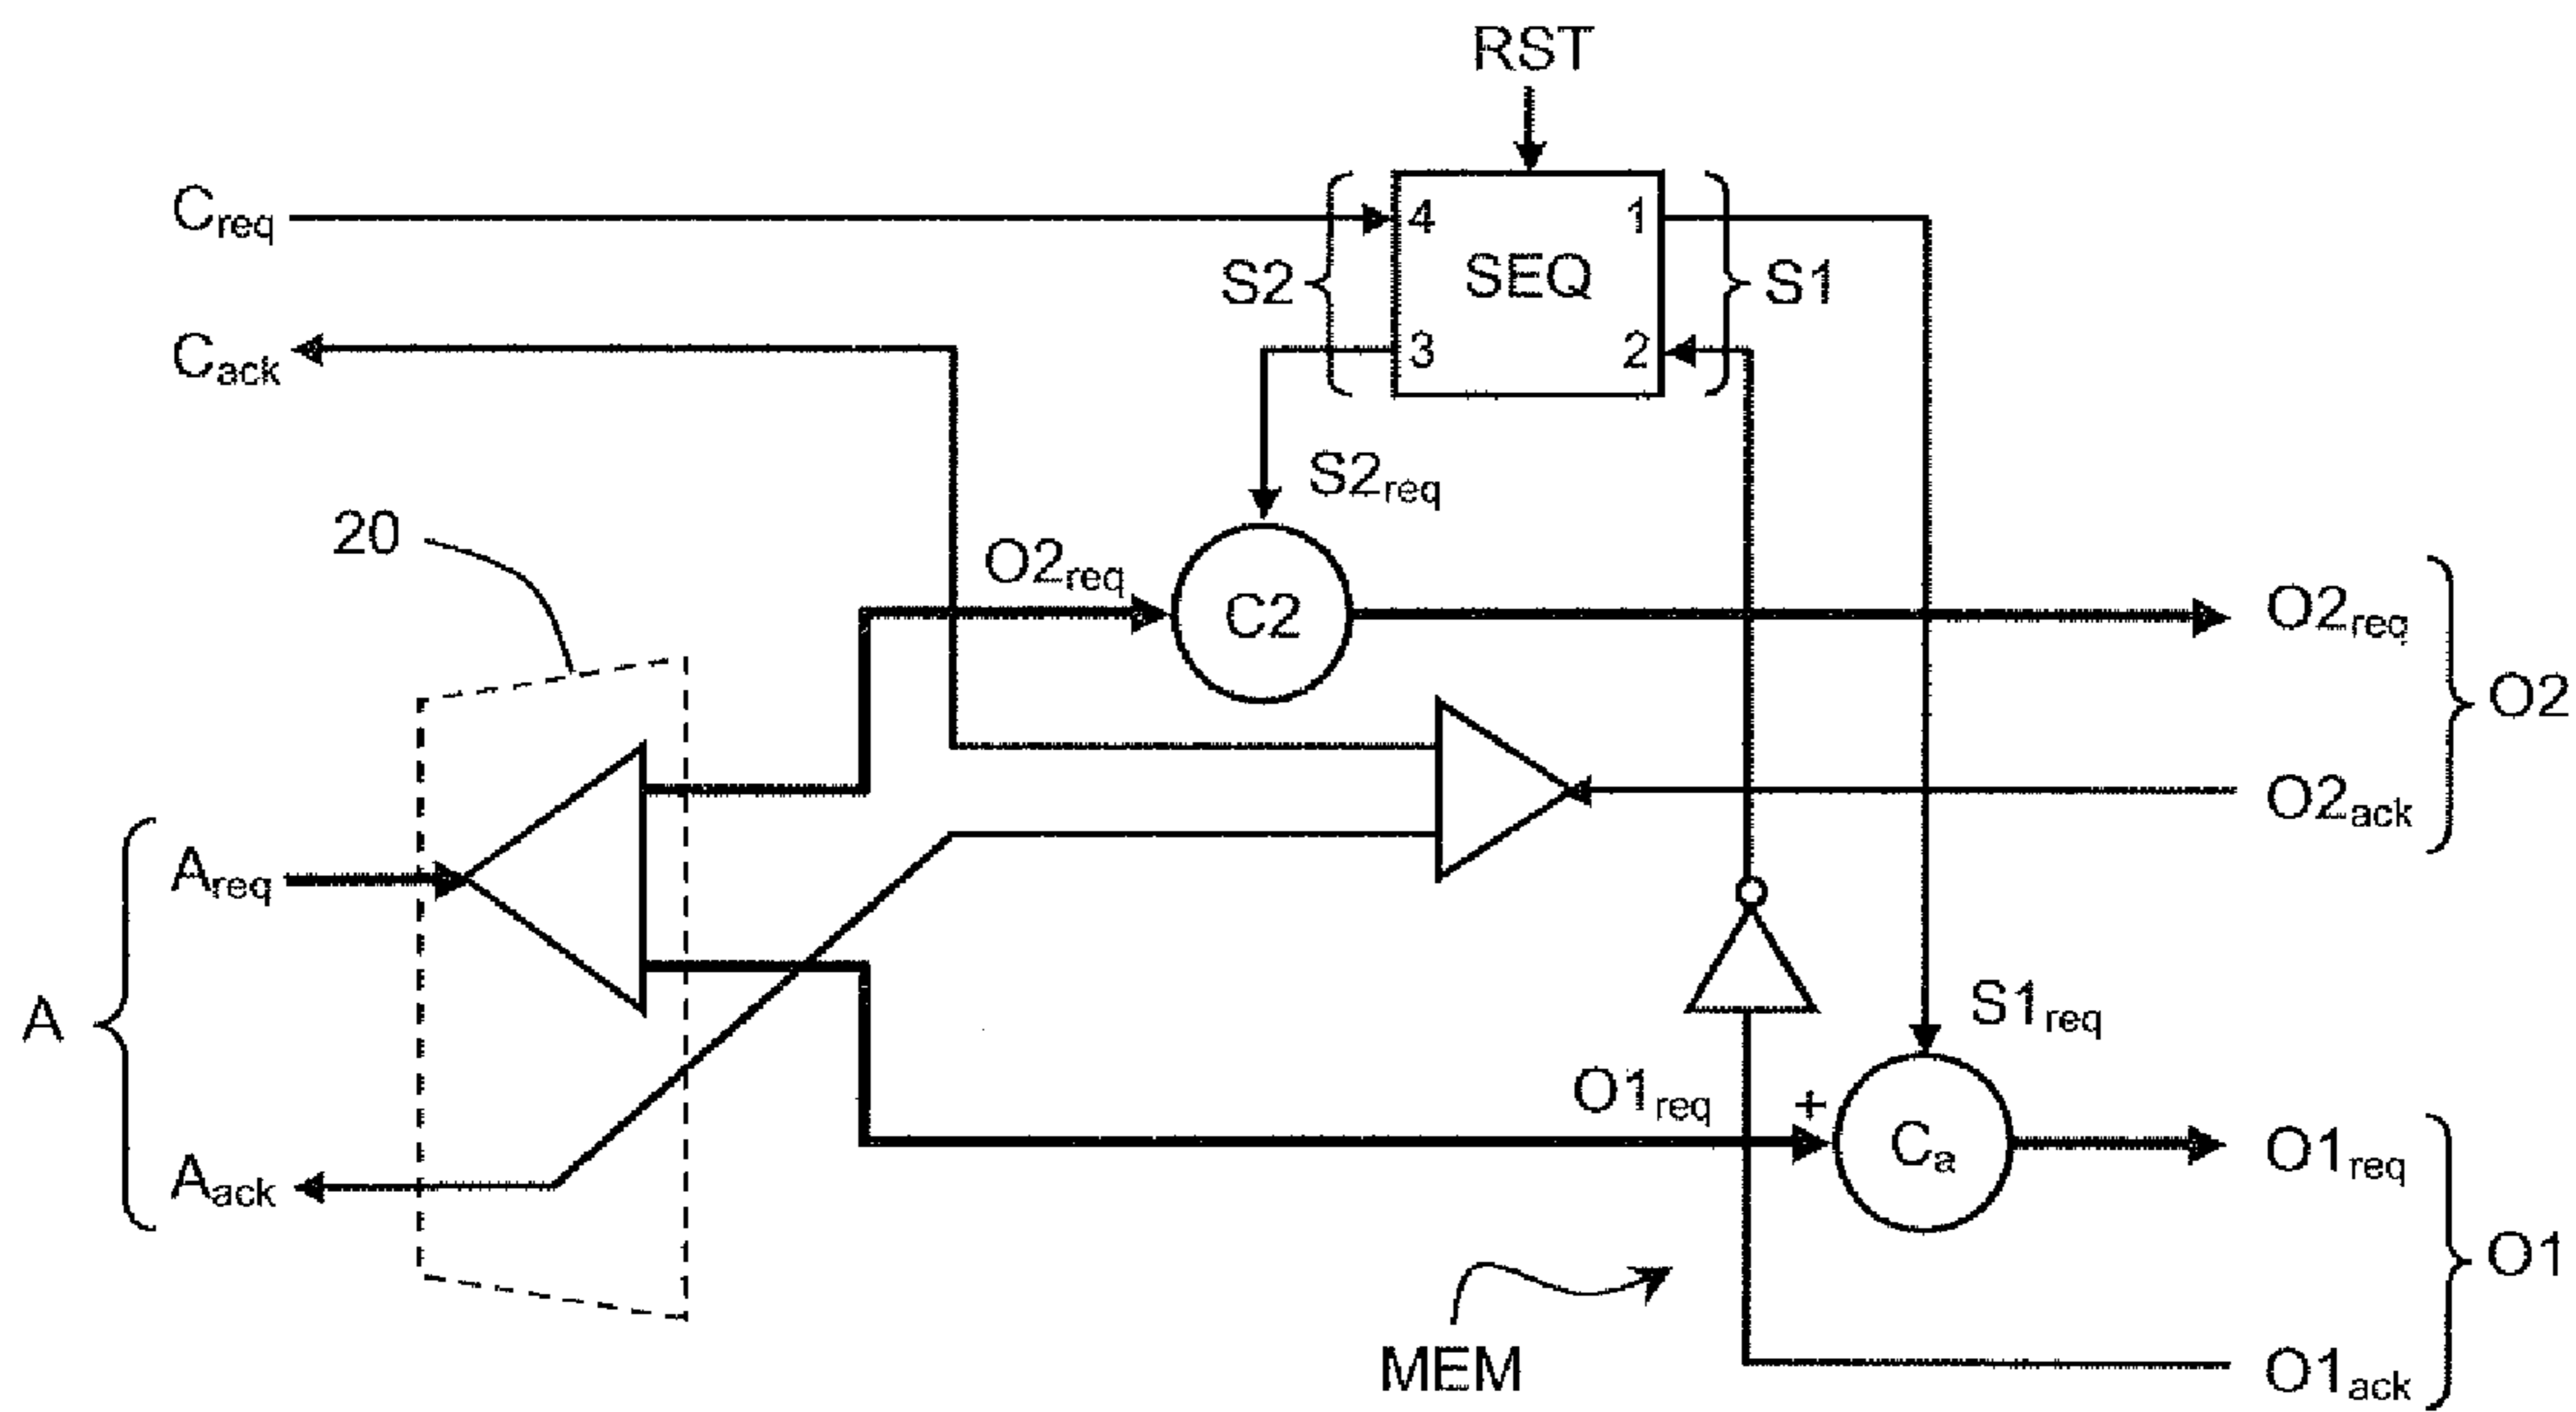 RST
Creq
4
1
S2
SEQ
S1
Cack
3
2
S2req
20
O2req
C2
O2req
O2
O2ack
Areq
A
S1req
O1req
+
Ca
O1req
Aack
O1
MEM
O1ack